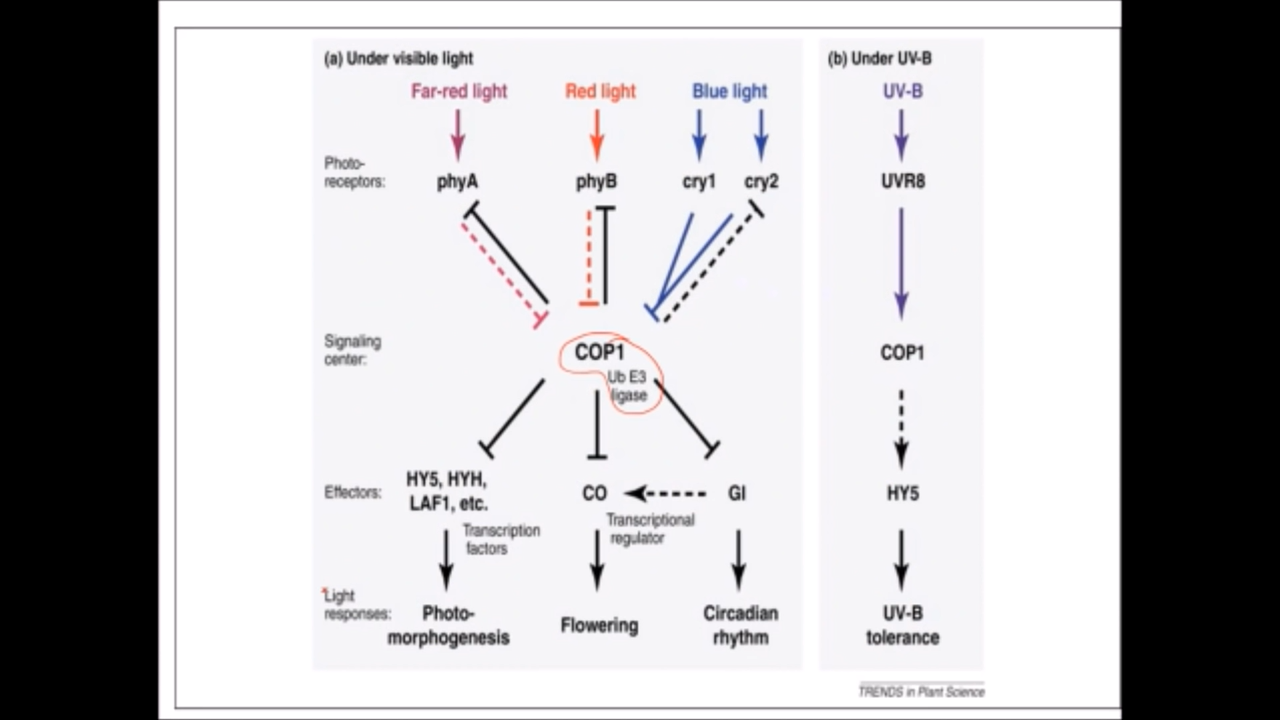 (a) Under visible light
Far-red light
Red light
Blue light
Photo-
receptors:
phyA
phyB
cry1
cry2
Signaling
center:
COP1
Ub E3
ligase
Effectors:
HY5, HYH,
LAF1, etc.
CO
GI
Transcription
factors
Transcriptional
regulator
Light
responses:
Photo-
morphogenesis
Flowering
Circadian
rhythm
(b) Under UV-B
UV-B
UVR8
COP1
HY5
UV-B
tolerance
TRENDS in Plant Science